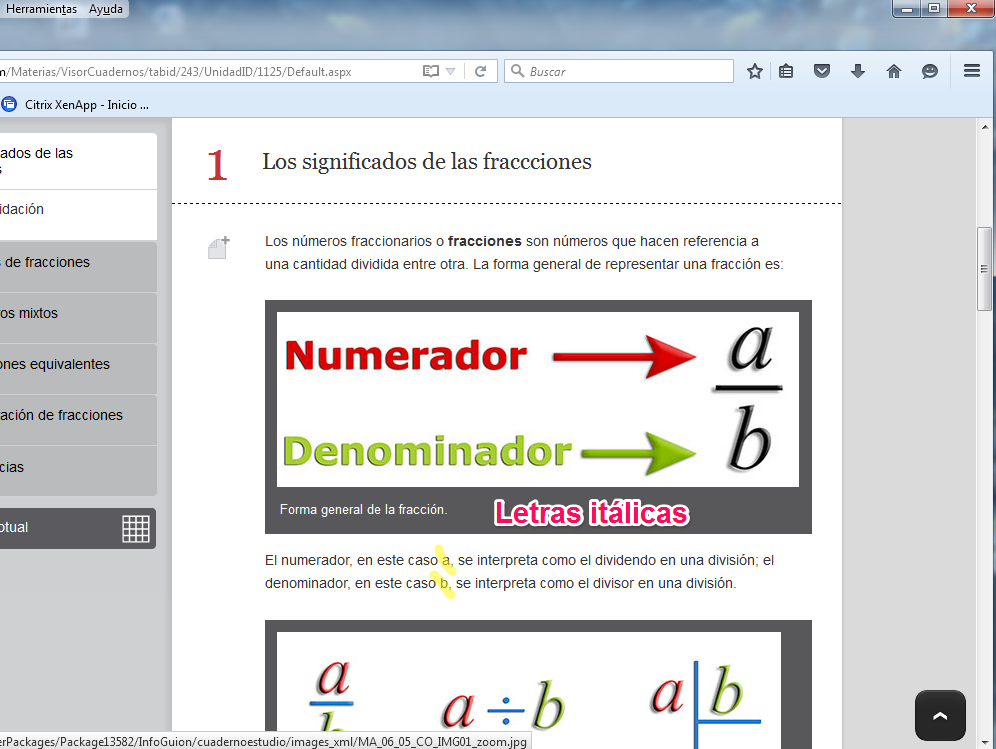 Herramientas Ayuda
m/Materias/VisorCuadernos/tabid/243/UnidadID/1125/Default.aspx
Buscar
Citrix XenApp - Inicio ...
ados de las
s
idación
s de fracciones
os mixtos
ones equivalentes
ación de fracciones
cias
ptual
1 Los significados de las fraccciones
Los números fraccionarios o fracciones son números que hacen referencia a
una cantidad dividida entre otra. La forma general de representar una fracción es:
Numerador a
Denominador b
Forma general de la fracción.
Letras itálicas
El numerador, en este caso a, se interpreta como el dividendo en una división; el
denominador, en este caso b, se interpreta como el divisor en una división.
a
b
a ÷ b
a b
erPackages/Package13582/InfoGuion/cuadernoestudio/images_xml/MA_06_05_CO_IMG01_zoom.jpg